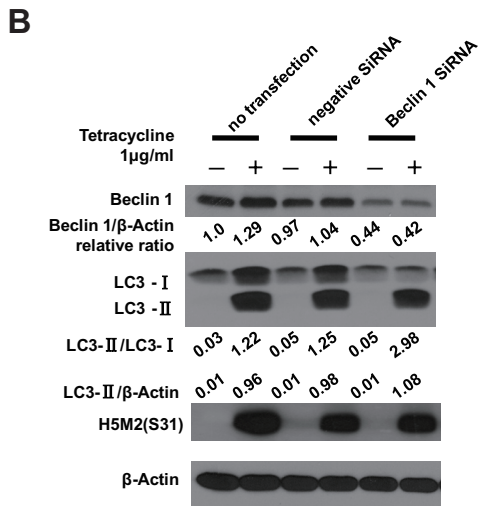 B
no transfection
negative SiRNA
Beclin 1 SiRNA
Tetracycline
1μg/ml
— + — + — +
Beclin 1
Beclin 1/β-Actin
relative ratio
1.0 1.29 0.97 1.04 0.44 0.42
LC3 -Ⅰ
LC3 -Ⅱ
LC3-Ⅱ/LC3-Ⅰ 0.03 1.22 0.05 1.25 0.05 2.98
LC3-Ⅱ/β-Actin 0.01 0.96 0.01 0.98 0.01 1.08
H5M2(S31)
β-Actin